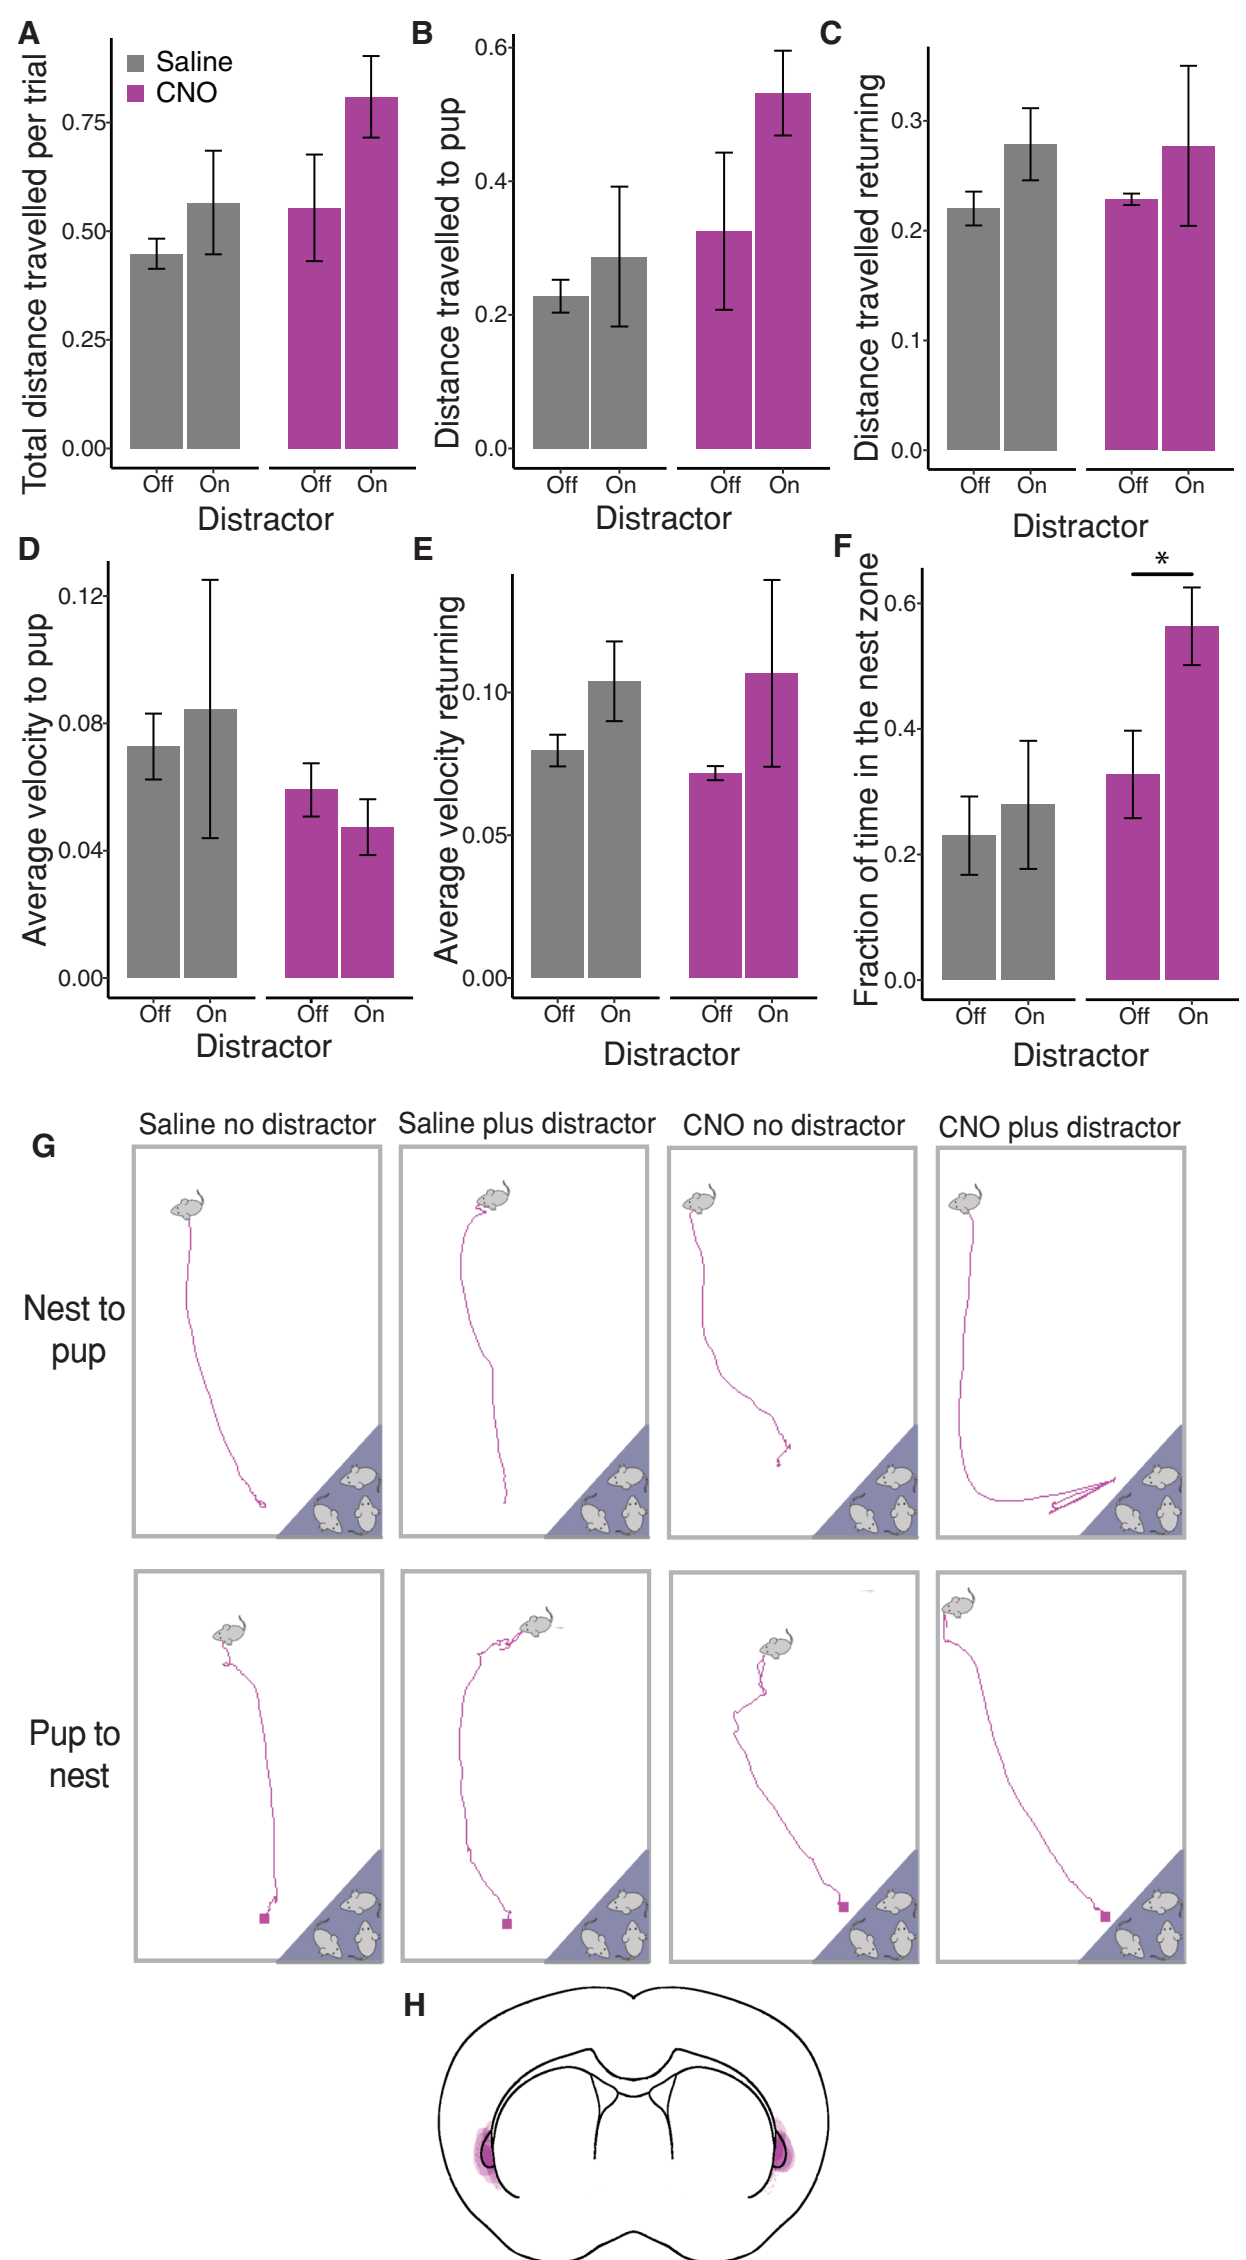 A
Total distance travelled per trial
Saline
CNO
0.75
0.50
0.25
0.00
Off On Off On
Distractor
B
Distance travelled to pup
0.6
0.4
0.2
0.0
Off On Off On
Distractor
C
Distance travelled returning
0.3
0.2
0.1
0.0
Off On Off On
Distractor
D
Average velocity to pup
0.12
0.08
0.04
0.00
Off On Off On
Distractor
E
Average velocity returning
0.10
0.05
0.00
Off On Off On
Distractor
F
Fraction of time in the nest zone
*
0.6
0.4
0.2
0.0
Off On Off On
Distractor
G
Saline no distractor
Saline plus distractor
CNO no distractor
CNO plus distractor
Nest to
pup
Pup to
nest
H